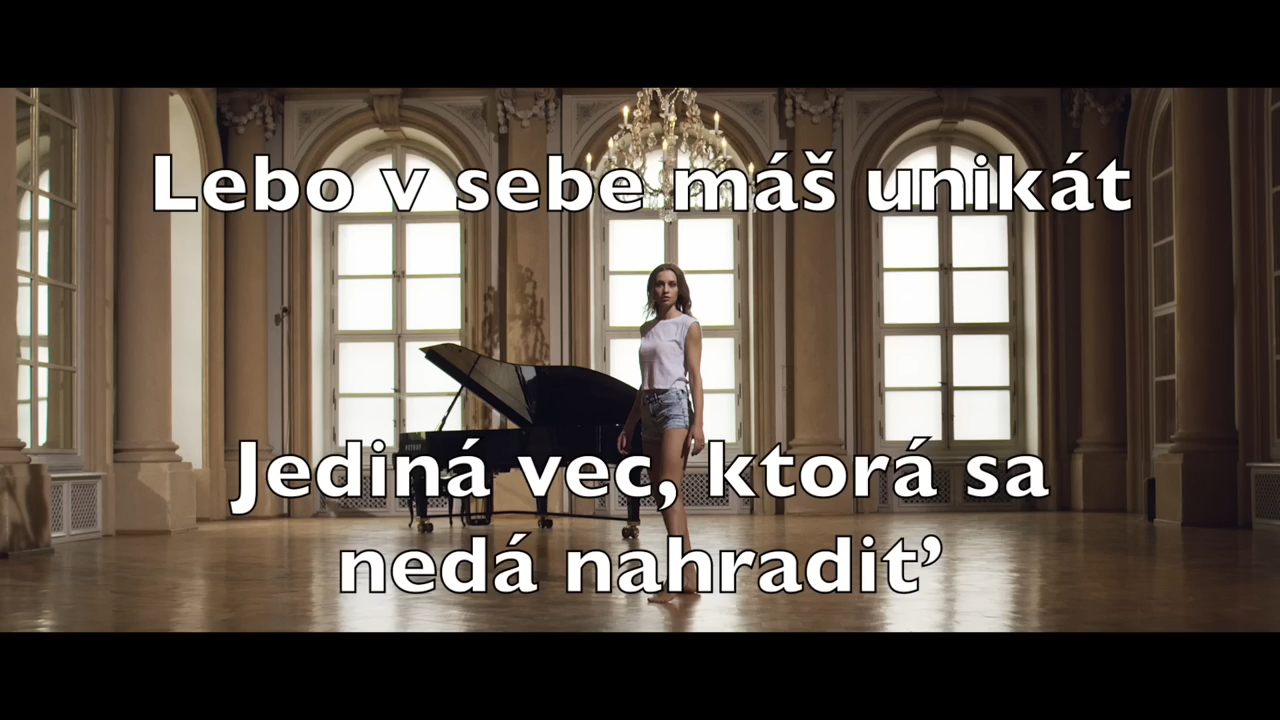 Lebo v sebe máš unikát
Jediná vec, ktorá sa
nedá nahradiť